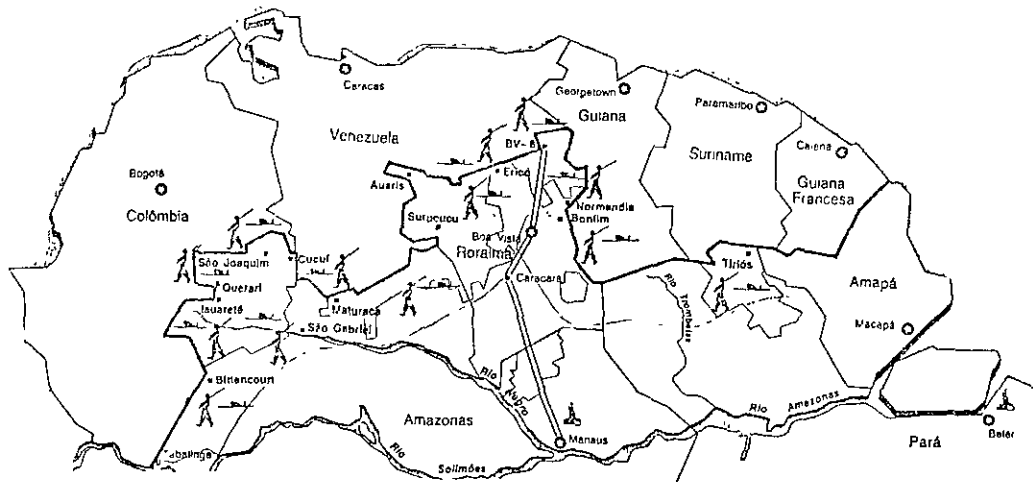 Caracas
Georgetown
Guiana
Paramaribo
Suriname
Caiena
Guiana
Francesa
Venezuela
BV-8
Bogotá
Colômbia
Auaris
Ericó
Surucucu
Normandia
Bonfim
Boa Vista
Roraima
São Joaquim
Cucuí
Caracaraí
Tiriós
Querari
Iauaretê
Maturacá
São Gabriel
Rio Trombetas
Amapá
Macapá
Bittencourt
Rio Negro
Amazonas
Rio Amazonas
Manaus
Pará
Belém
Tabatinga
Rio Solimões